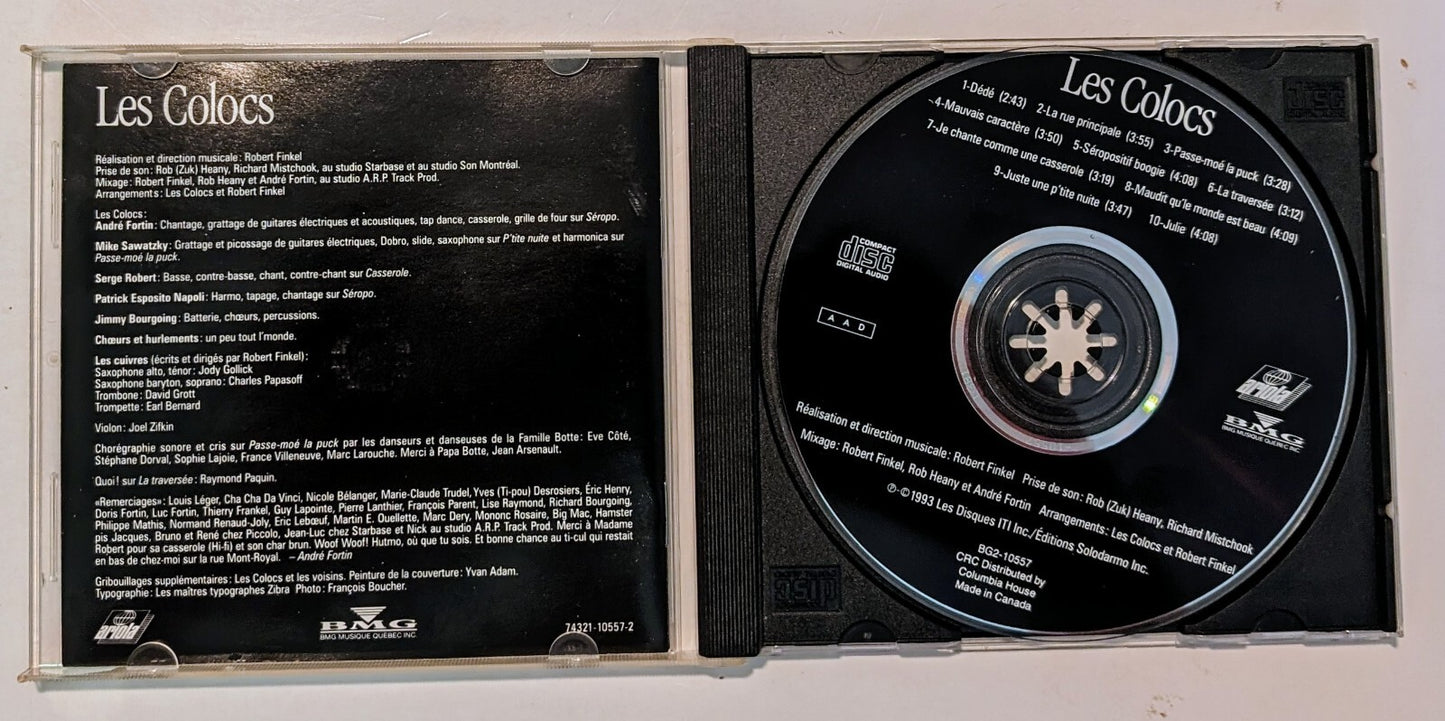 Les Colocs
Réalisation et direction musicale: Robert Finkel
Prise de son: Rob (Zuk) Heany, Richard Mistchook, au studio Starbase et au studio Son Montréal.
Mixage: Robert Finkel, Rob Heany et André Fortin, au studio A.R.P. Track Prod.
Arrangements: Les Colocs et Robert Finkel
Les Colocs:
André Fortin: Chantage, grattage de guitares électriques et acoustiques, tap dance, casserole, grille de four sur Séropo.
Mike Sawatzky: Grattage et picossage de guitares électriques, Dobro, slide, saxophone sur P'tite nuite et harmonica sur
Passe-moé la puck.
Serge Robert: Basse, contre-basse, chant, contre-chant sur Casserole.
Patrick Esposito Napoli: Harmo, tapage, chantage sur Séropo.
Jimmy Bourgoing: Batterie, chœurs, percussions.
Chœurs et hurlements: un peu tout l'monde.
Les cuivres (écrits et dirigés par Robert Finkel):
Saxophone alto, ténor: Jody Gollick
Saxophone baryton, soprano: Charles Papasoff
Trombone: David Grott
Trompette: Earl Bernard
Violon: Joel Zifkin
Chorégraphie sonore et cris sur Passe-moé la puck par les danseurs et danseuses de la Famille Botte: Eve Côté,
Stéphane Dorval, Sophie Lajoie, France Villeneuve, Marc Larouche. Merci à Papa Botte, Jean Arsenault.
Quoi! sur La traversée: Raymond Paquin.
«Remerciages»: Louis Léger, Cha Cha Da Vinci, Nicole Bélanger, Marie-Claude Trudel, Yves (Ti-pou) Desrosiers, Éric Henry,
Doris Fortin, Luc Fortin, Thierry Frankel, Guy Lapointe, Pierre Lanthier, François Parent, Lise Raymond, Richard Bourgoing,
Philippe Mathis, Normand Renaud-Joly, Eric Lebœuf, Martin E. Ouellette, Marc Dery, Mononc Rosaire, Big Mac, Hamster
pis Jacques, Bruno et René chez Piccolo, Jean-Luc chez Starbase et Nick au studio A.R.P. Track Prod. Merci à Madame
Robert pour sa casserole (Hi-fi) et son char brun. Woof Woof! Hutmo, où que tu sois. Et bonne chance au ti-cul qui restait
en bas de chez-moi sur la rue Mont-Royal. – André Fortin
Gribouillages supplémentaires: Les Colocs et les voisins. Peinture de la couverture: Yvan Adam.
Typographie: Les maîtres typographes Zibra Photo: François Boucher.
ariola
BMG
BMG MUSIQUE QUÉBEC INC.
74321-10557-2
Les Colocs
1-Dédé (2:43) 2-La rue principale (3:55) 3-Passe-moé la puck (3:28)
4-Mauvais caractère (3:50) 5-Séropositif boogie (4:08) 6-La traversée (3:12)
7-Je chante comme une casserole (3:19) 8-Maudit qu'le monde est beau (4:09)
9-Juste une p'tite nuite (3:47) 10-Julie (4:08)
COMPACT
disc
DIGITAL AUDIO
A A D
ariola
BMG
BMG MUSIQUE QUÉBEC INC.
Réalisation et direction musicale: Robert Finkel Prise de son: Rob (Zuk) Heany, Richard Mistchook
Mixage: Robert Finkel, Rob Heany et André Fortin Arrangements: Les Colocs et Robert Finkel
℗-©1993 Les Disques ITI Inc./Éditions Solodarmo Inc.
BG2-10557
CRC Distributed by
Columbia House
Made in Canada
disc
disc